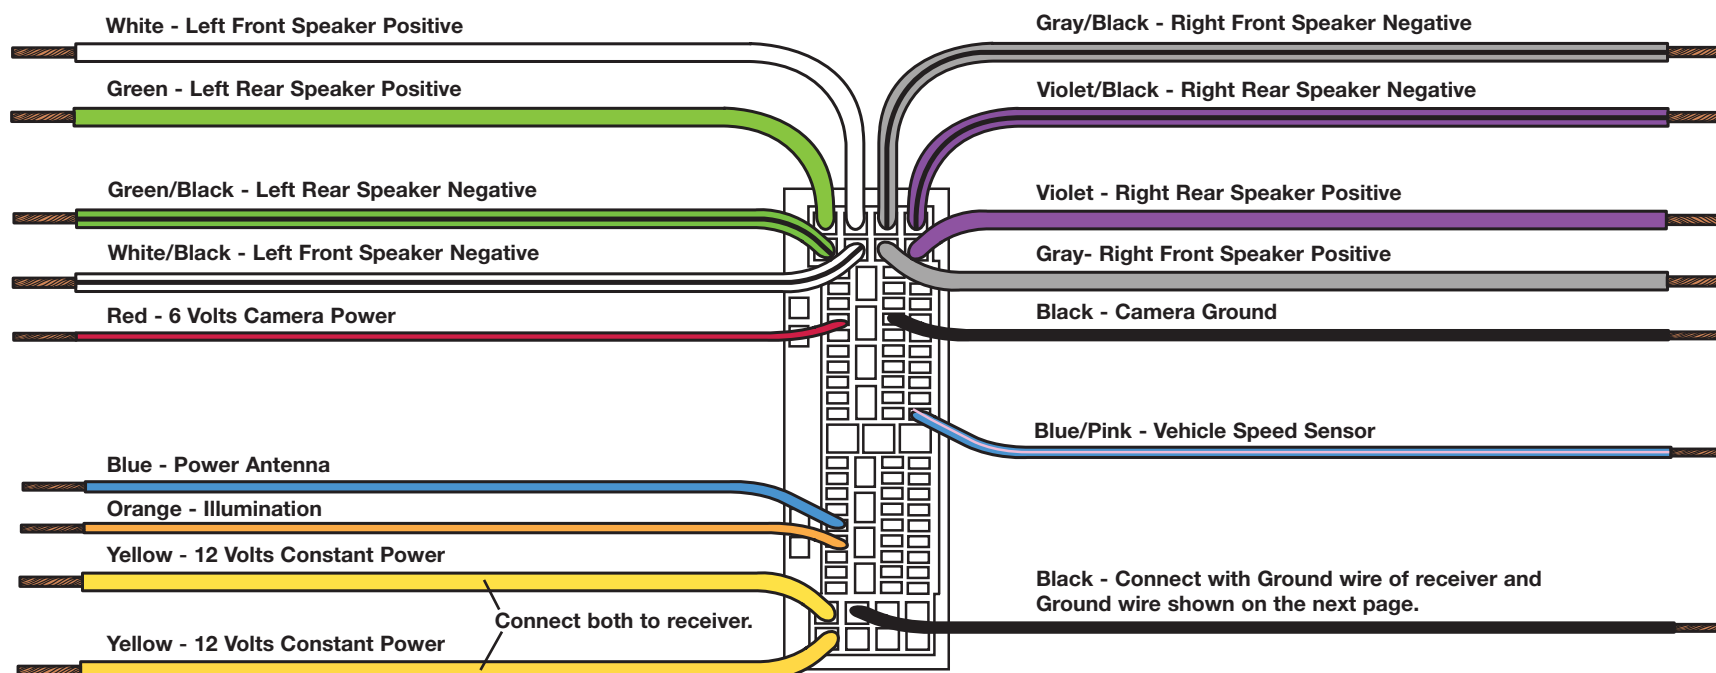 White - Left Front Speaker Positive
Green - Left Rear Speaker Positive
Green/Black - Left Rear Speaker Negative
White/Black - Left Front Speaker Negative
Red - 6 Volts Camera Power
Blue - Power Antenna
Orange - Illumination
Yellow - 12 Volts Constant Power
Connect both to receiver.
Yellow - 12 Volts Constant Power
Gray/Black - Right Front Speaker Negative
Violet/Black - Right Rear Speaker Negative
Violet - Right Rear Speaker Positive
Gray- Right Front Speaker Positive
Black - Camera Ground
Blue/Pink - Vehicle Speed Sensor
Black - Connect with Ground wire of receiver and
Ground wire shown on the next page.